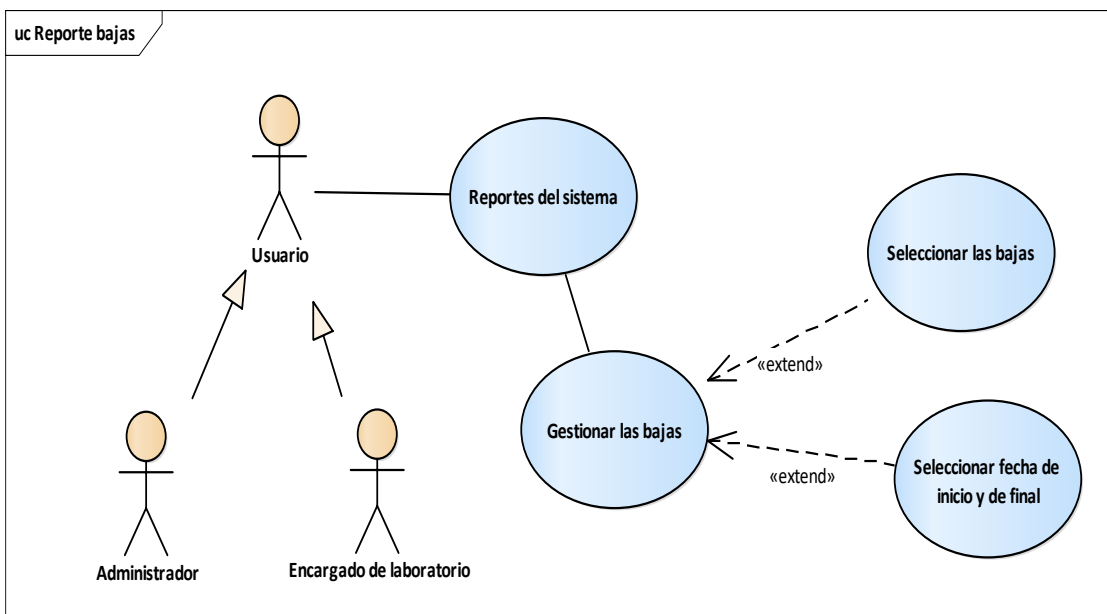 uc Reporte bajas
Usuario
Reportes del sistema
Seleccionar las bajas
«extend»
Gestionar las bajas
Seleccionar fecha de
inicio y de final
«extend»
Administrador
Encargado de laboratorio